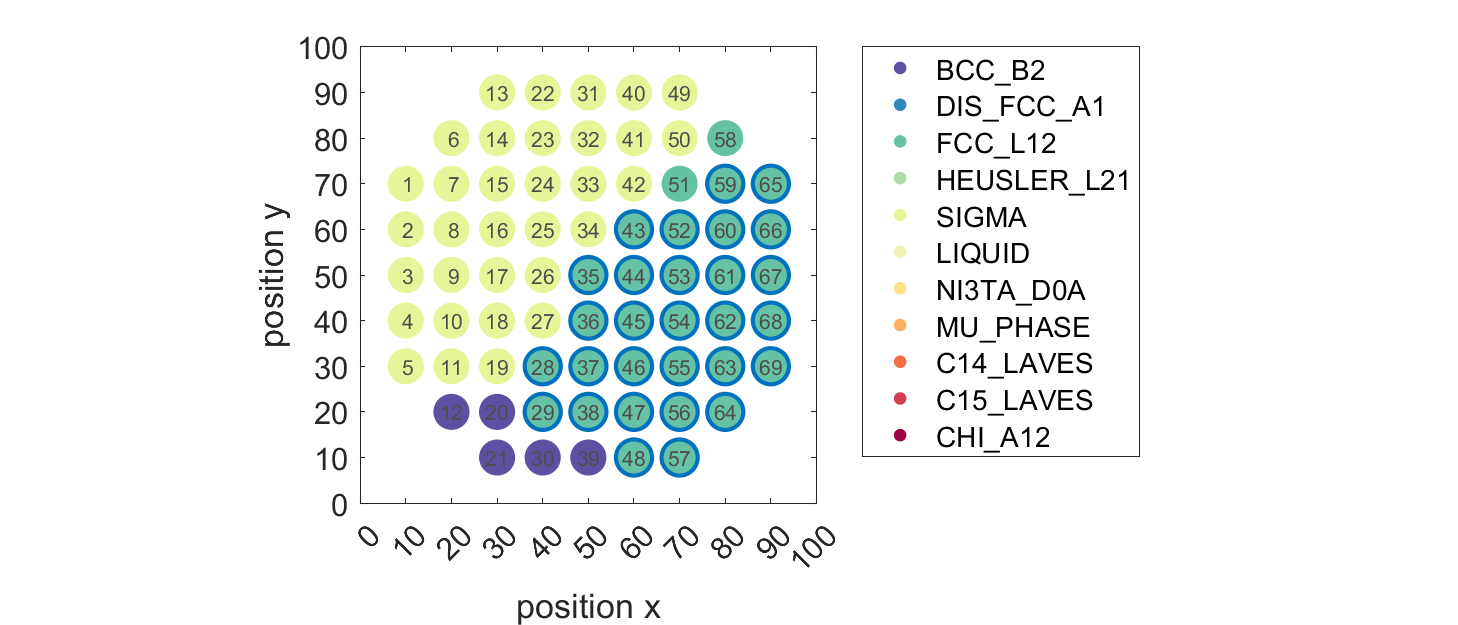 100
90
80
70
60
50
40
30
20
10
0
position y
13 22 31 40 49
6 14 23 32 41 50 58
1 7 15 24 33 42 51 59 65
2 8 16 25 34 43 52 60 66
3 9 17 26 35 44 53 61 67
4 10 18 27 36 45 54 62 68
5 11 19 28 37 46 55 63 69
12 20 29 38 47 56 64
21 30 39 48 57
0 10 20 30 40 50 60 70 80 90 100
position x
BCC_B2
DIS_FCC_A1
FCC_L12
HEUSLER_L21
SIGMA
LIQUID
NI3TA_D0A
MU_PHASE
C14_LAVES
C15_LAVES
CHI_A12